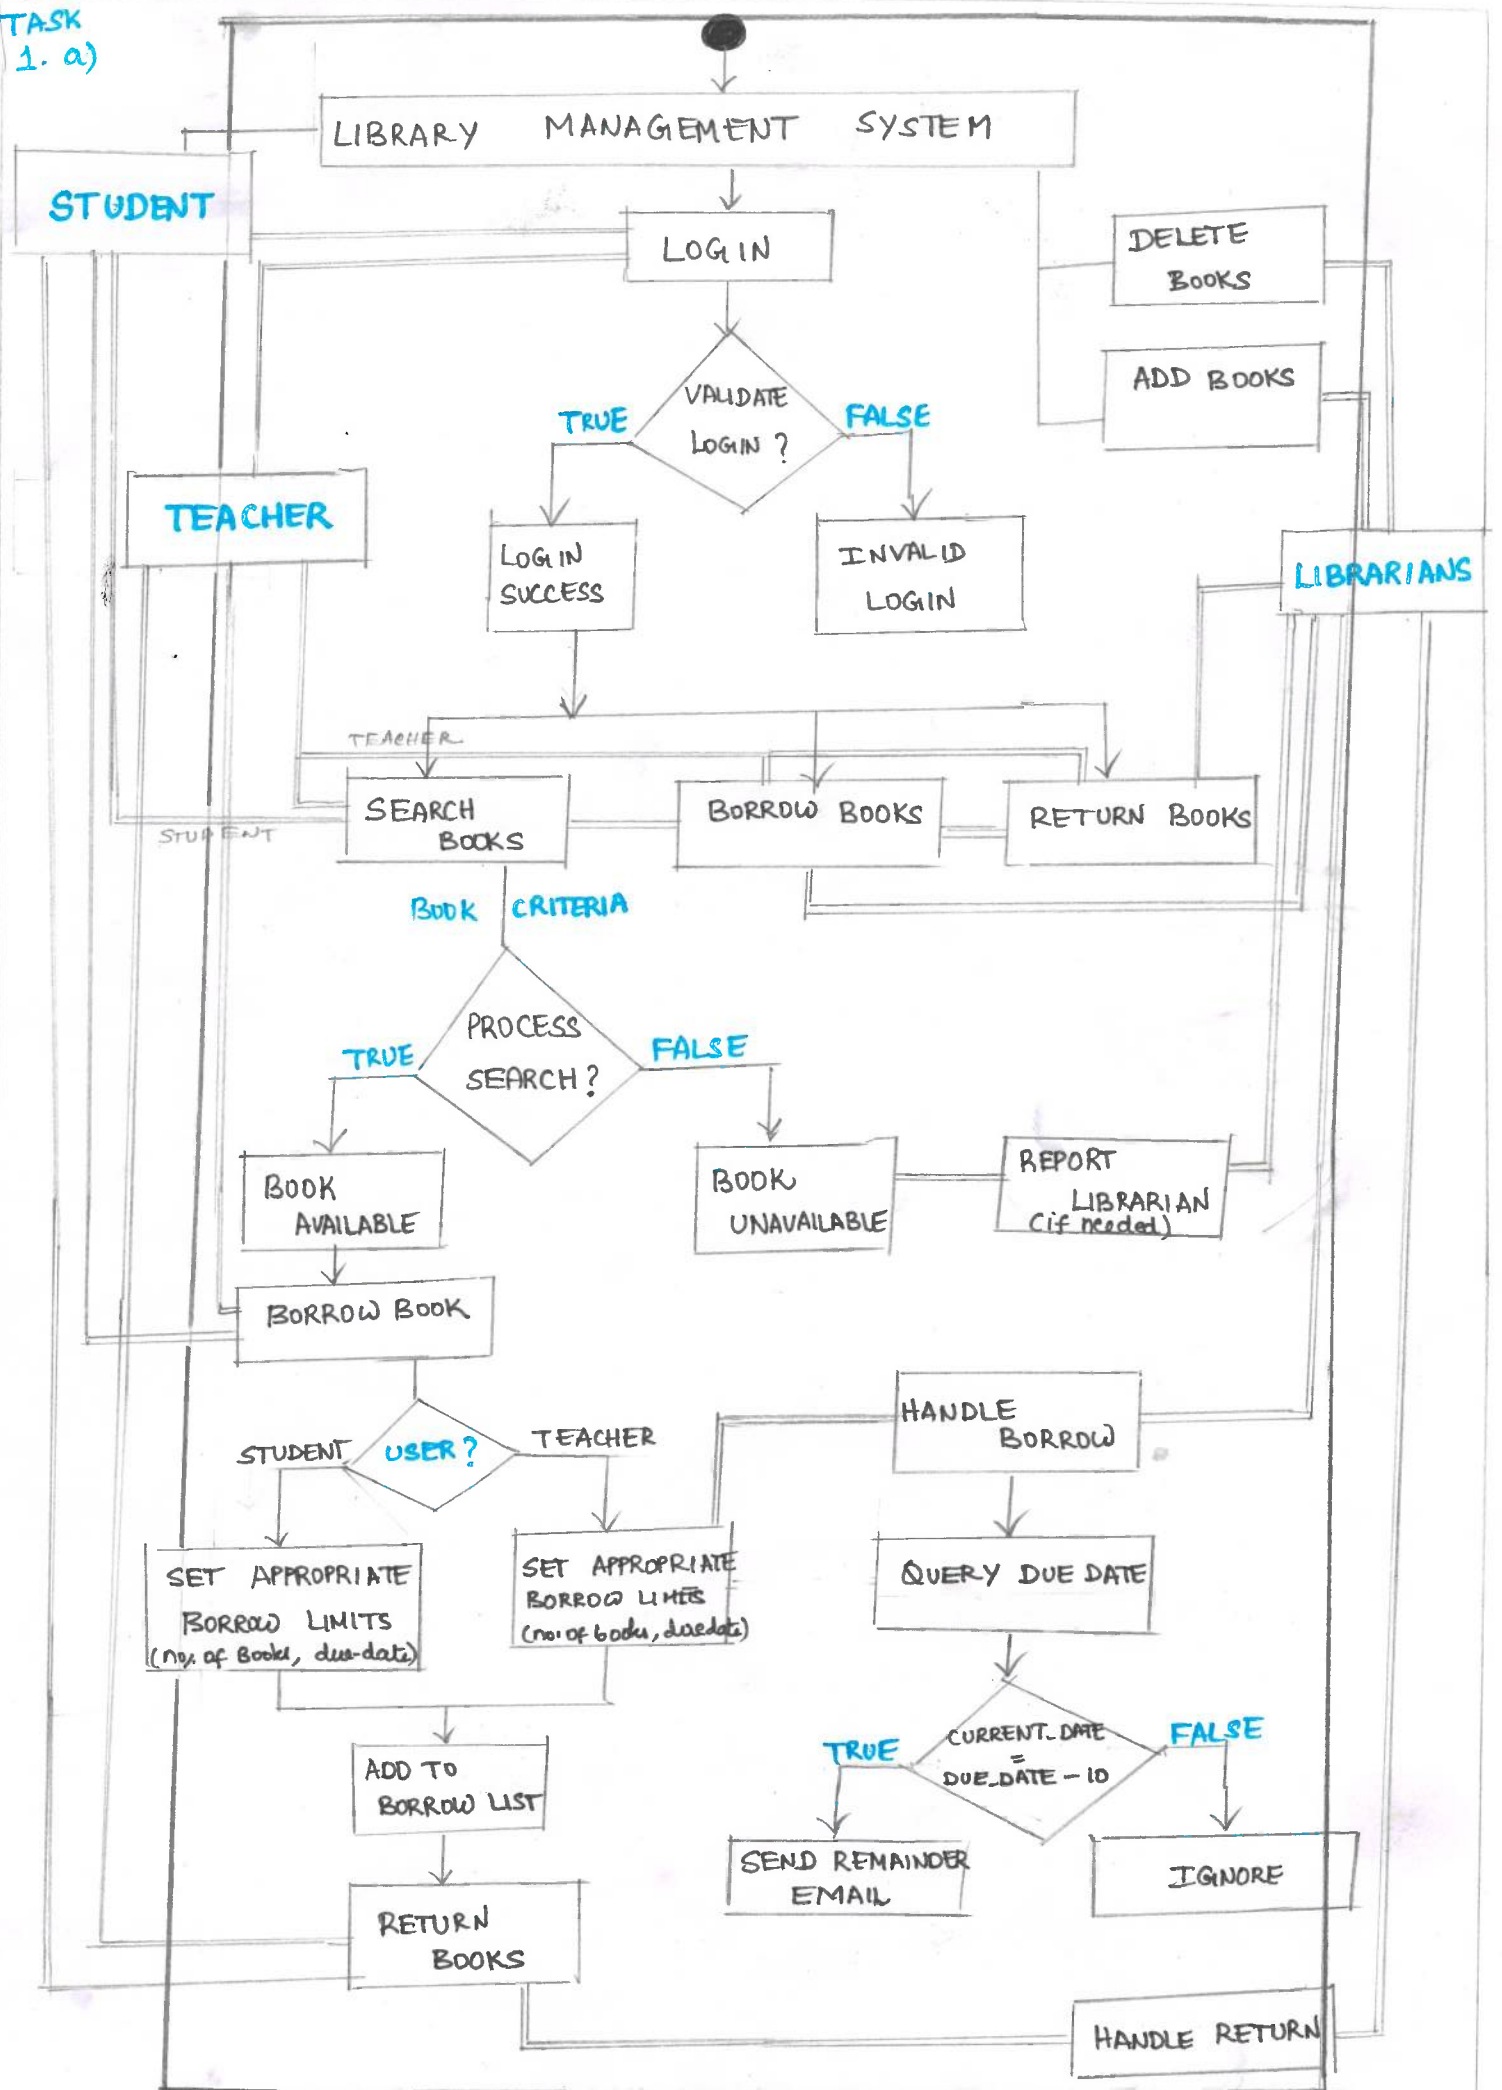 TASK
1. a)
LIBRARY MANAGEMENT SYSTEM
STUDENT
LOGIN
DELETE
BOOKS
ADD BOOKS
VALIDATE
LOGIN ?
TRUE
FALSE
TEACHER
LOGIN
SUCCESS
INVALID
LOGIN
LIBRARIANS
TEACHER
STUDENT
SEARCH
BOOKS
BORROW BOOKS
RETURN BOOKS
BOOK CRITERIA
PROCESS
SEARCH ?
TRUE
FALSE
BOOK
AVAILABLE
BOOK
UNAVAILABLE
REPORT
LIBRARIAN
(if needed)
BORROW BOOK
STUDENT
USER ?
TEACHER
HANDLE
BORROW
SET APPROPRIATE
BORROW LIMITS
(no. of Books, due-date)
SET APPROPRIATE
BORROW LIMITS
(no. of books, duedate)
QUERY DUE DATE
ADD TO
BORROW LIST
CURRENT_DATE
=
DUE_DATE - 10
TRUE
FALSE
SEND REMAINDER
EMAIL
IGNORE
RETURN
BOOKS
HANDLE RETURN